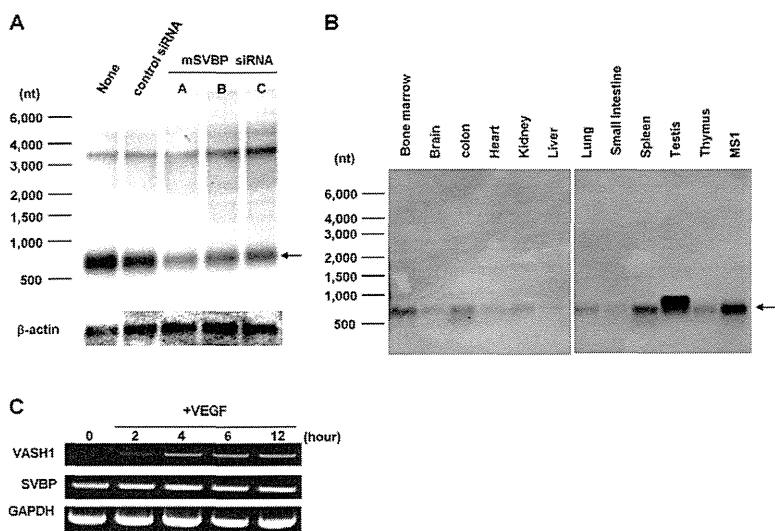 A
None
control siRNA
mSVBP siRNA
A B C
(nt)
6,000
4,000
3,000
2,000
1,500
1,000
500
β-actin
B
Bone marrow
Brain
colon
Heart
Kidney
Liver
Lung
Small intestine
Spleen
Testis
Thymus
MS1
(nt)
6,000
4,000
3,000
2,000
1,500
1,000
500
C
+VEGF
0 2 4 6 12 (hour)
VASH1
SVBP
GAPDH